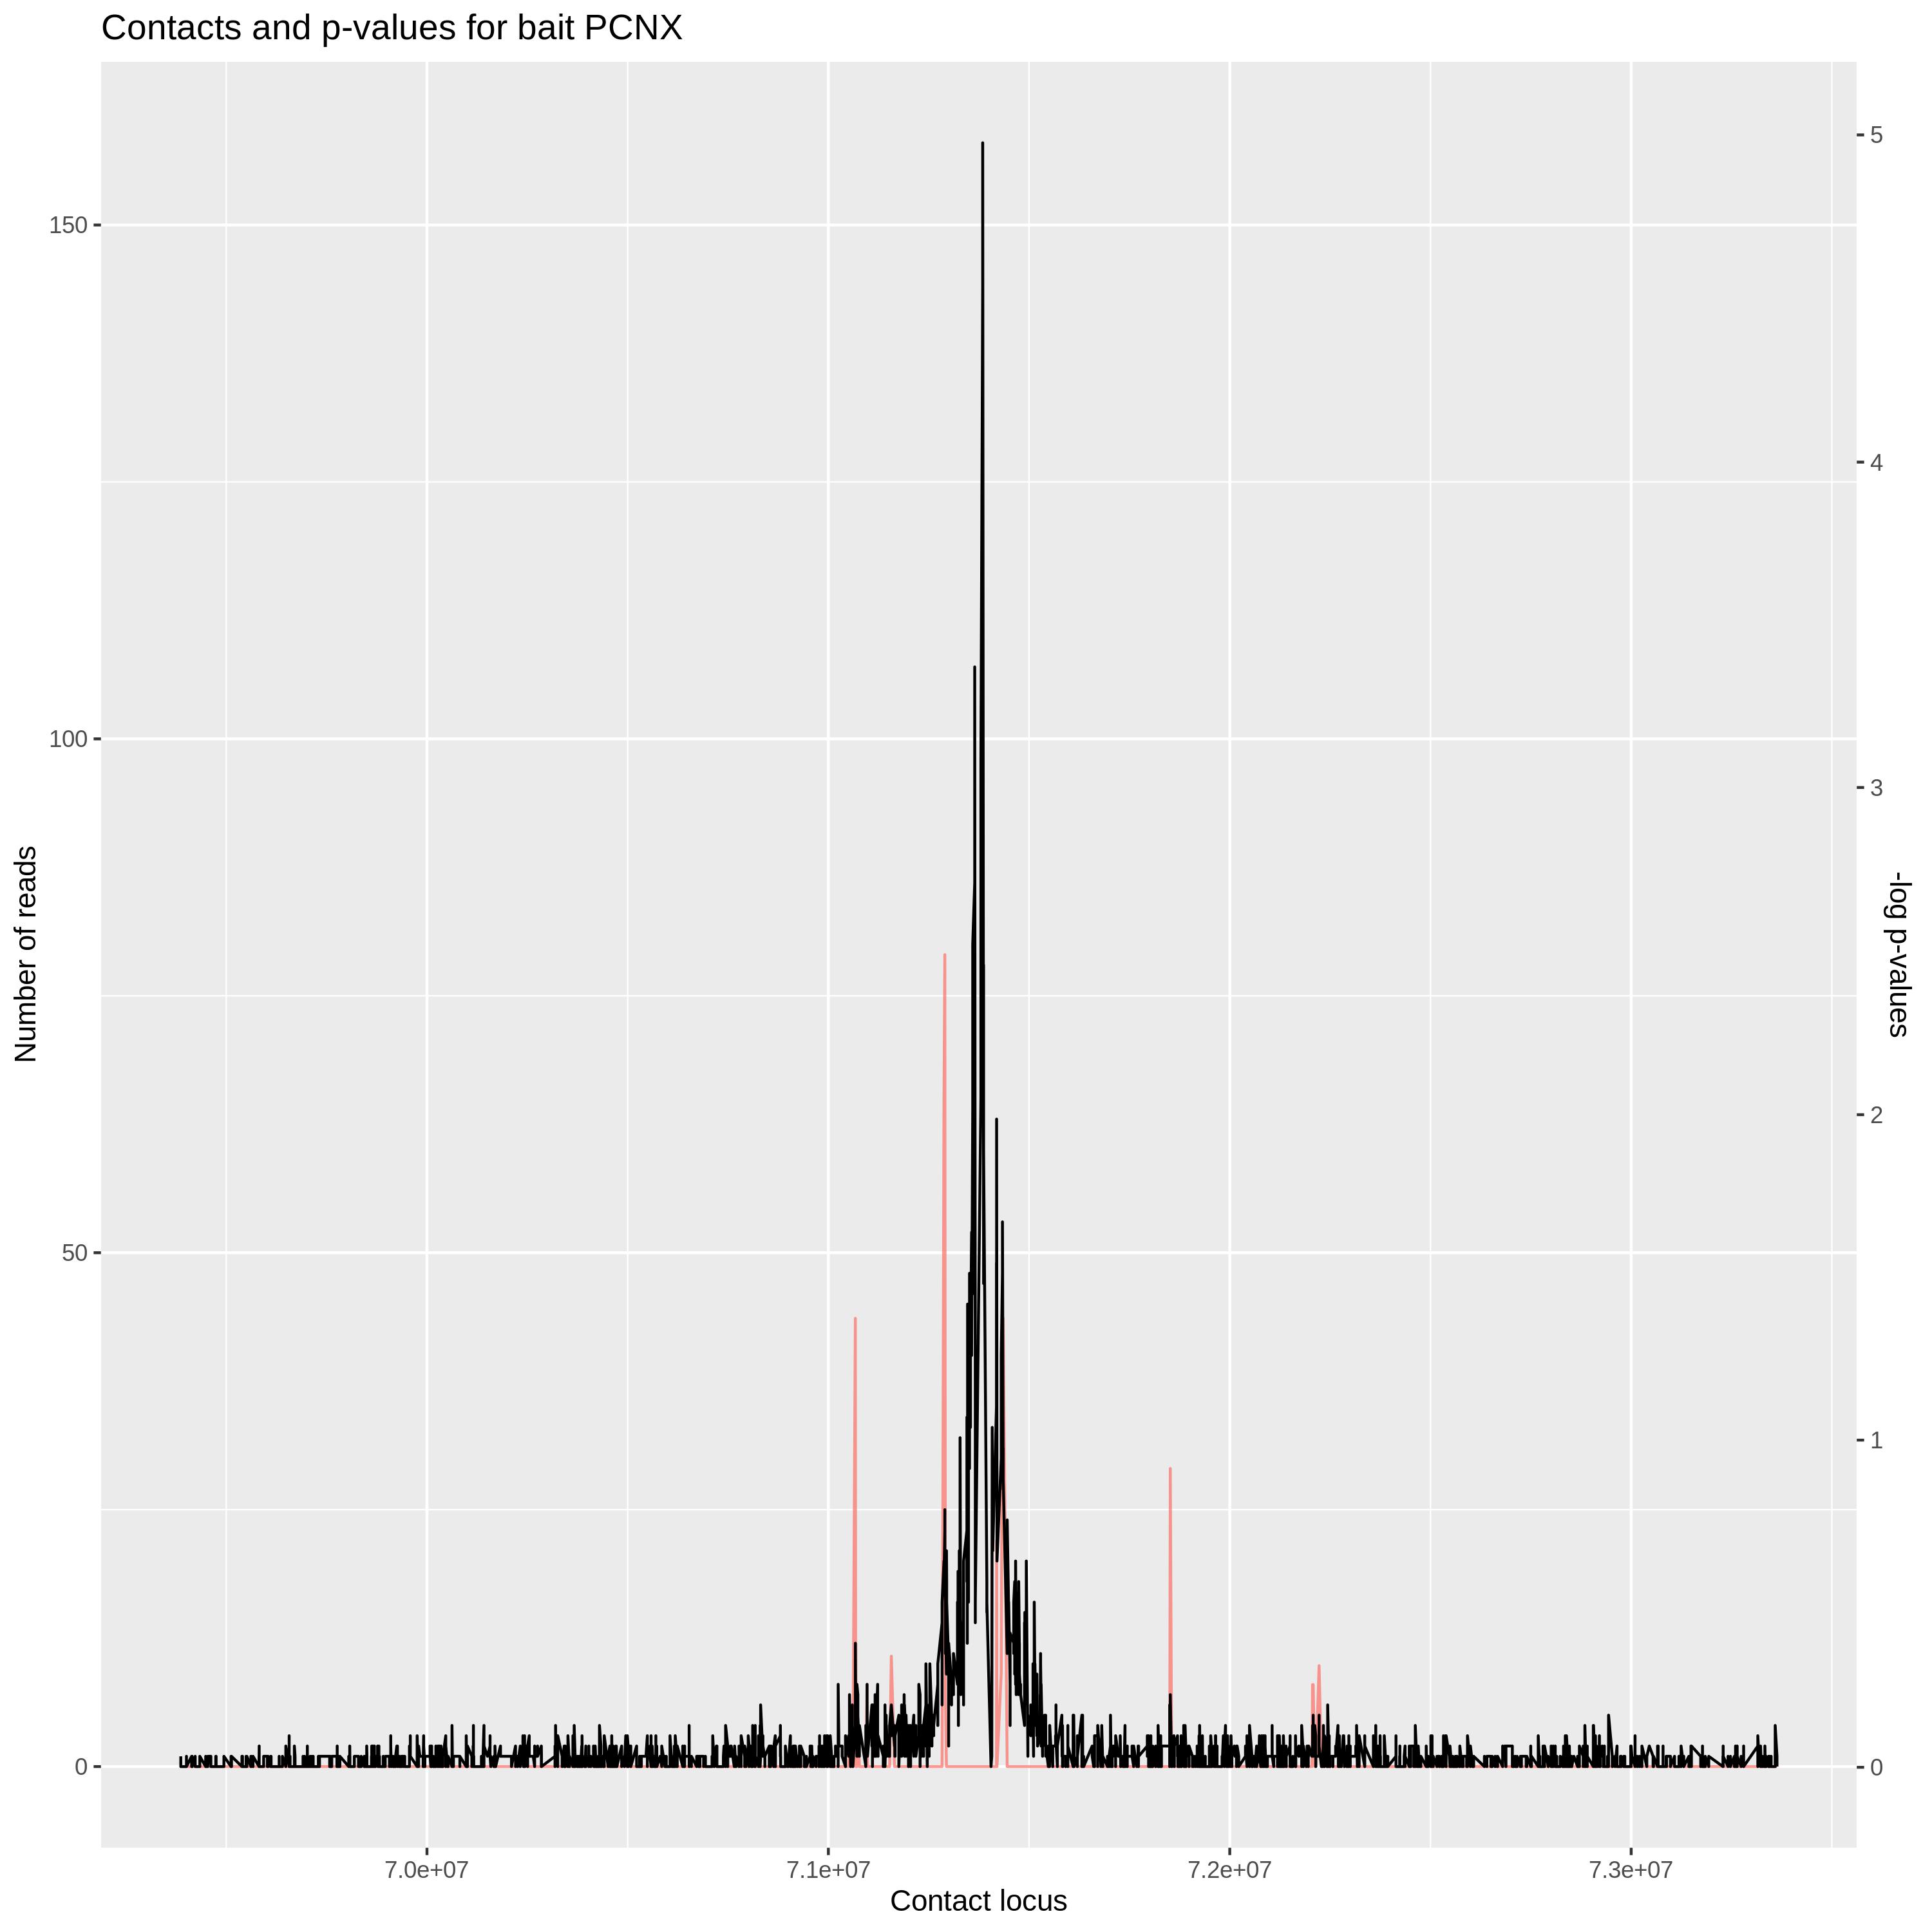 Contacts and p-values for bait PCNX
150
100
50
0
Number of reads
5
4
3
2
1
0
-log p-values
7.0e+07 7.1e+07 7.2e+07 7.3e+07
Contact locus